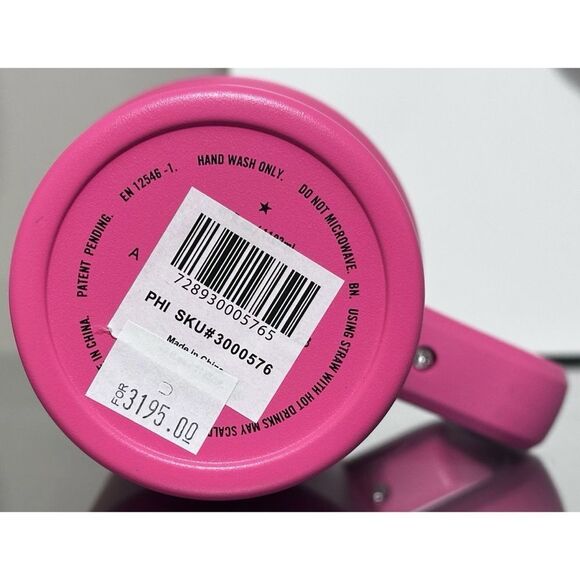 EN 12546 -1. HAND WASH ONLY. DO NOT MICROWAVE. BN. USING STRAW WITH HOT DRINKS MAY SCALD
IN CHINA. PATENT PENDING.
A
728930005765
PHI SKU#3000576
Made in China
FOR
₱3195.00